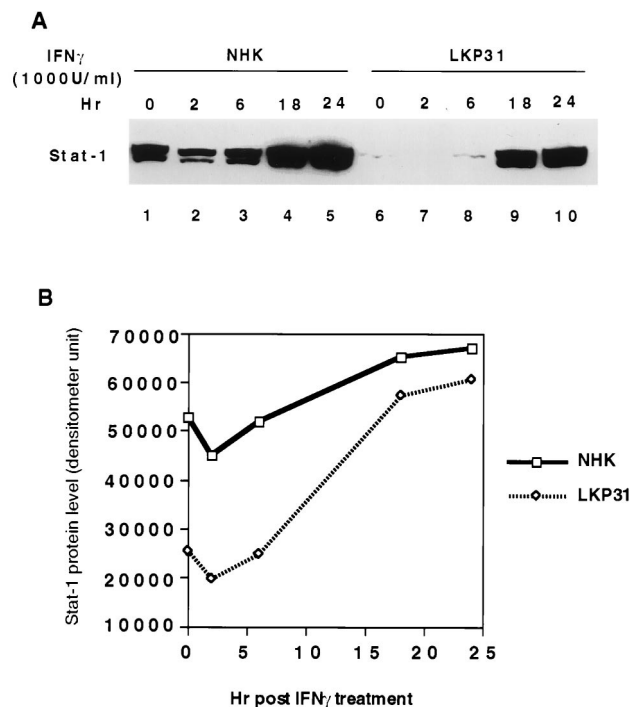 A
IFNγ NHK LKP31
(1000U/ml)
Hr 0 2 6 18 24 0 2 6 18 24
Stat-1
1 2 3 4 5 6 7 8 9 10
B
Stat-1 protein level (densitometer unit)
70000
60000
50000
40000
30000
20000
10000
0 5 10 15 20 25
Hr post IFNγ treatment
NHK
LKP31